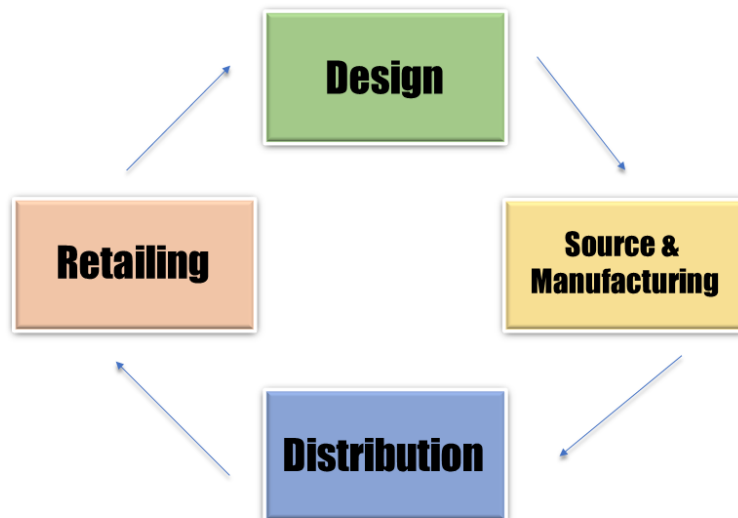 Design
Retailing
Source &
Manufacturing
Distribution